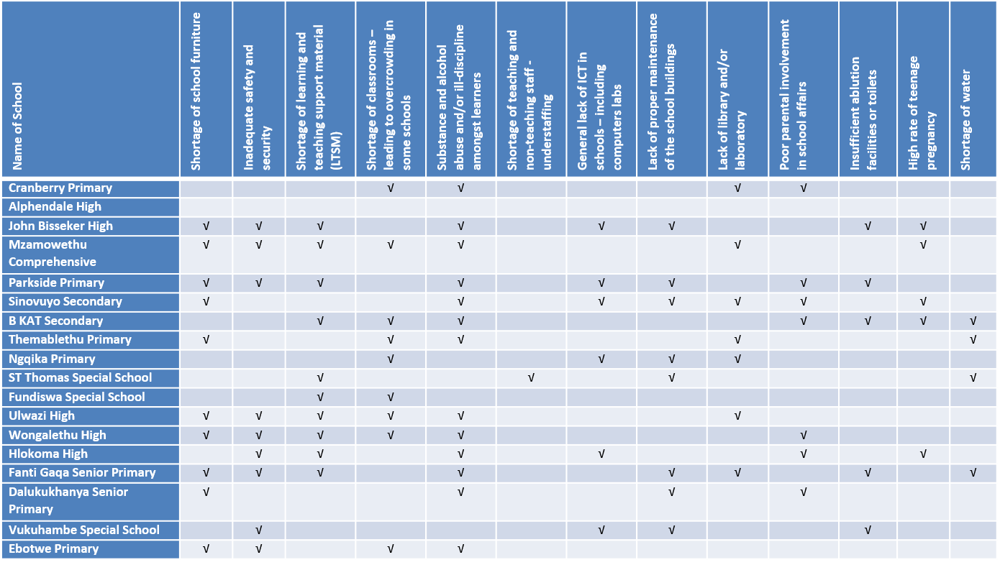 Name of School
Shortage of school furniture
Inadequate safety and
security
Shortage of learning and
teaching support material
(LTSM)
Shortage of classrooms –
leading to overcrowding in
some schools
Substance and alcohol
abuse and/or ill-discipline
amongst learners
Shortage of teaching and
non-teaching staff -
understaffing
General lack of ICT in
schools – including
computers labs
Lack of proper maintenance
of the school buildings
Lack of library and/or
laboratory
Poor parental involvement
in school affairs
Insufficient ablution
facilities or toilets
High rate of teenage
pregnancy
Shortage of water
Cranberry Primary √ √ √ √
Alphendale High
John Bisseker High √ √ √ √ √ √ √ √
Mzamowethu √ √ √ √ √ √ √
Comprehensive
Parkside Primary √ √ √ √ √ √ √ √
Sinovuyo Secondary √ √ √ √ √ √ √
B KAT Secondary √ √ √ √ √ √ √
Themablethu Primary √ √ √ √ √
Ngqika Primary √ √ √ √
ST Thomas Special School √ √ √ √
Fundiswa Special School √ √
Ulwazi High √ √ √ √ √ √
Wongalethu High √ √ √ √ √ √
Hlokoma High √ √ √ √ √ √
Fanti Gaqa Senior Primary √ √ √ √ √ √ √ √
Dalukukhanya Senior √ √ √ √
Primary
Vukuhambe Special School √ √ √ √
Ebotwe Primary √ √ √ √